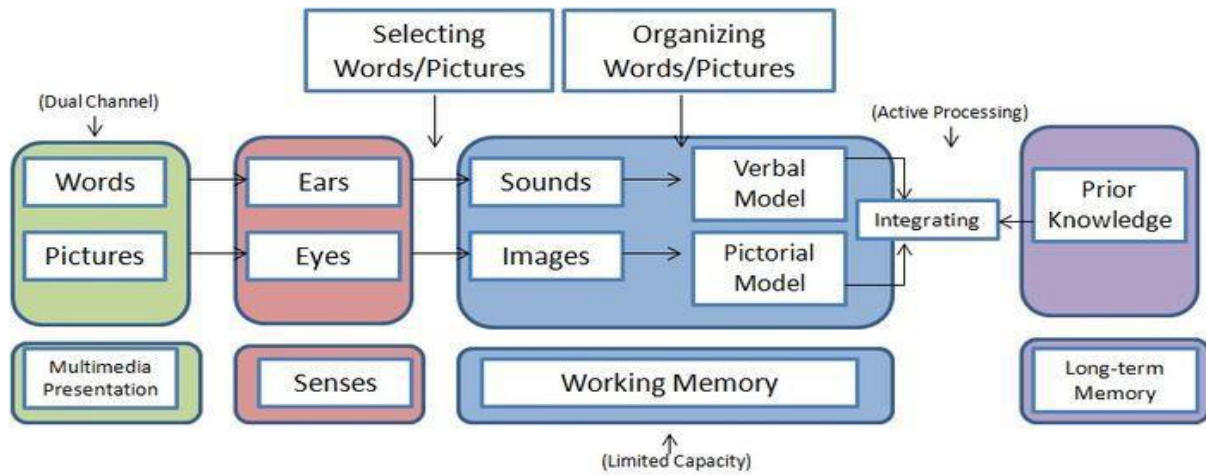 Selecting
Words/Pictures
Organizing
Words/Pictures
(Dual Channel)
(Active Processing)
Words
Ears
Sounds
Verbal
Model
Integrating
Prior
Knowledge
Pictures
Eyes
Images
Pictorial
Model
Multimedia
Presentation
Senses
Working Memory
Long-term
Memory
(Limited Capacity)